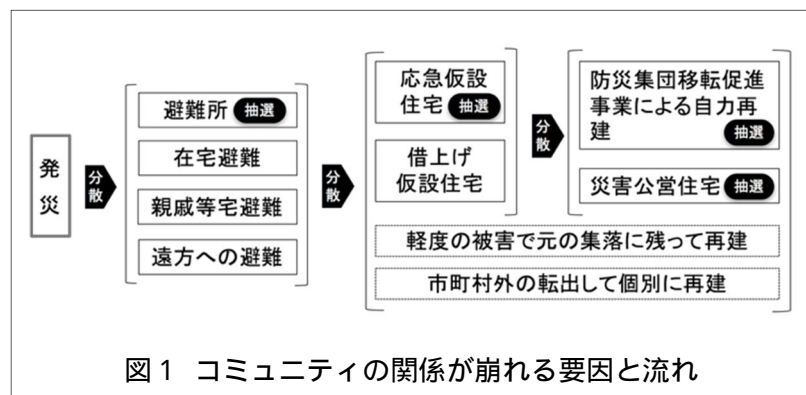 発災
分散
避難所 抽選
在宅避難
親戚等宅避難
遠方への避難
分散
応急仮設
住宅 抽選
借上げ
仮設住宅
分散
防災集団移転促進
事業による自力再
建 抽選
災害公営住宅 抽選
軽度の被害で元の集落に残って再建
市町村外の転出して個別に再建
図1 コミュニティの関係が崩れる要因と流れ